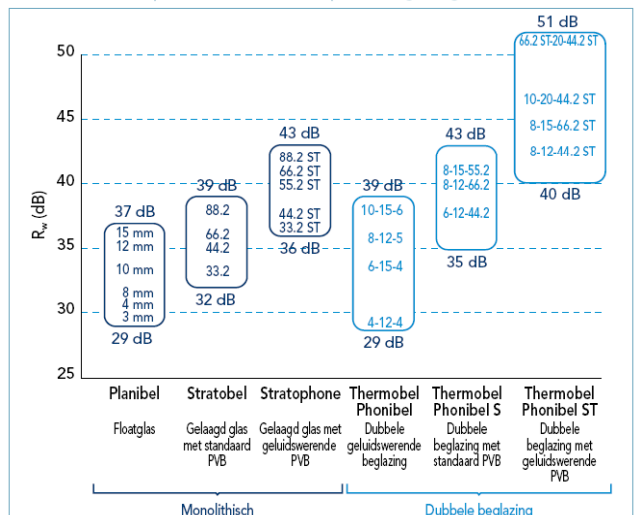 R_w (dB)
50
45
40
35
30
25
37 dB
15 mm
12 mm
10 mm
8 mm
4 mm
3 mm
29 dB
39 dB
88.2
66.2
44.2
33.2
32 dB
43 dB
88.2 ST
66.2 ST
55.2 ST
44.2 ST
33.2 ST
36 dB
39 dB
10-15-6
8-12-5
6-15-4
4-12-4
29 dB
43 dB
8-15-55.2
8-12-66.2
6-12-44.2
35 dB
51 dB
66.2 ST-20-44.2 ST
10-20-44.2 ST
8-15-66.2 ST
8-12-44.2 ST
40 dB
Planibel
Floatglas
Stratobel
Gelaagd glas
met standaard
PVB
Stratophone
Gelaagd glas met
geluidswerende
PVB
Thermobel
Phonibel
Dubbele
geluidswerende
beglazing
Thermobel
Phonibel S
Dubbele
beglazing met
standaard PVB
Thermobel
Phonibel ST
Dubbele
beglazing met
geluidswerende
PVB
Monolithisch
Dubbele beglazing